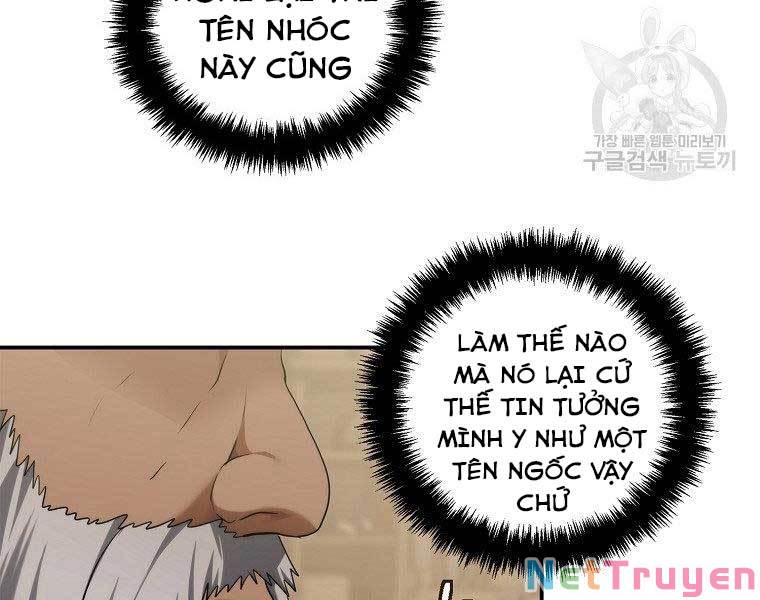 TÊN NHÓC
NÀY CŨNG
가장 빠른 웹툰 미리보기
구글검색 뉴토끼
LÀM THẾ NÀO
MÀ NÓ LẠI CỨ
THẾ TIN TƯỞNG
MÌNH Y NHƯ MỘT
TÊN NGỐC VẬY
CHỨ
NetTruyen